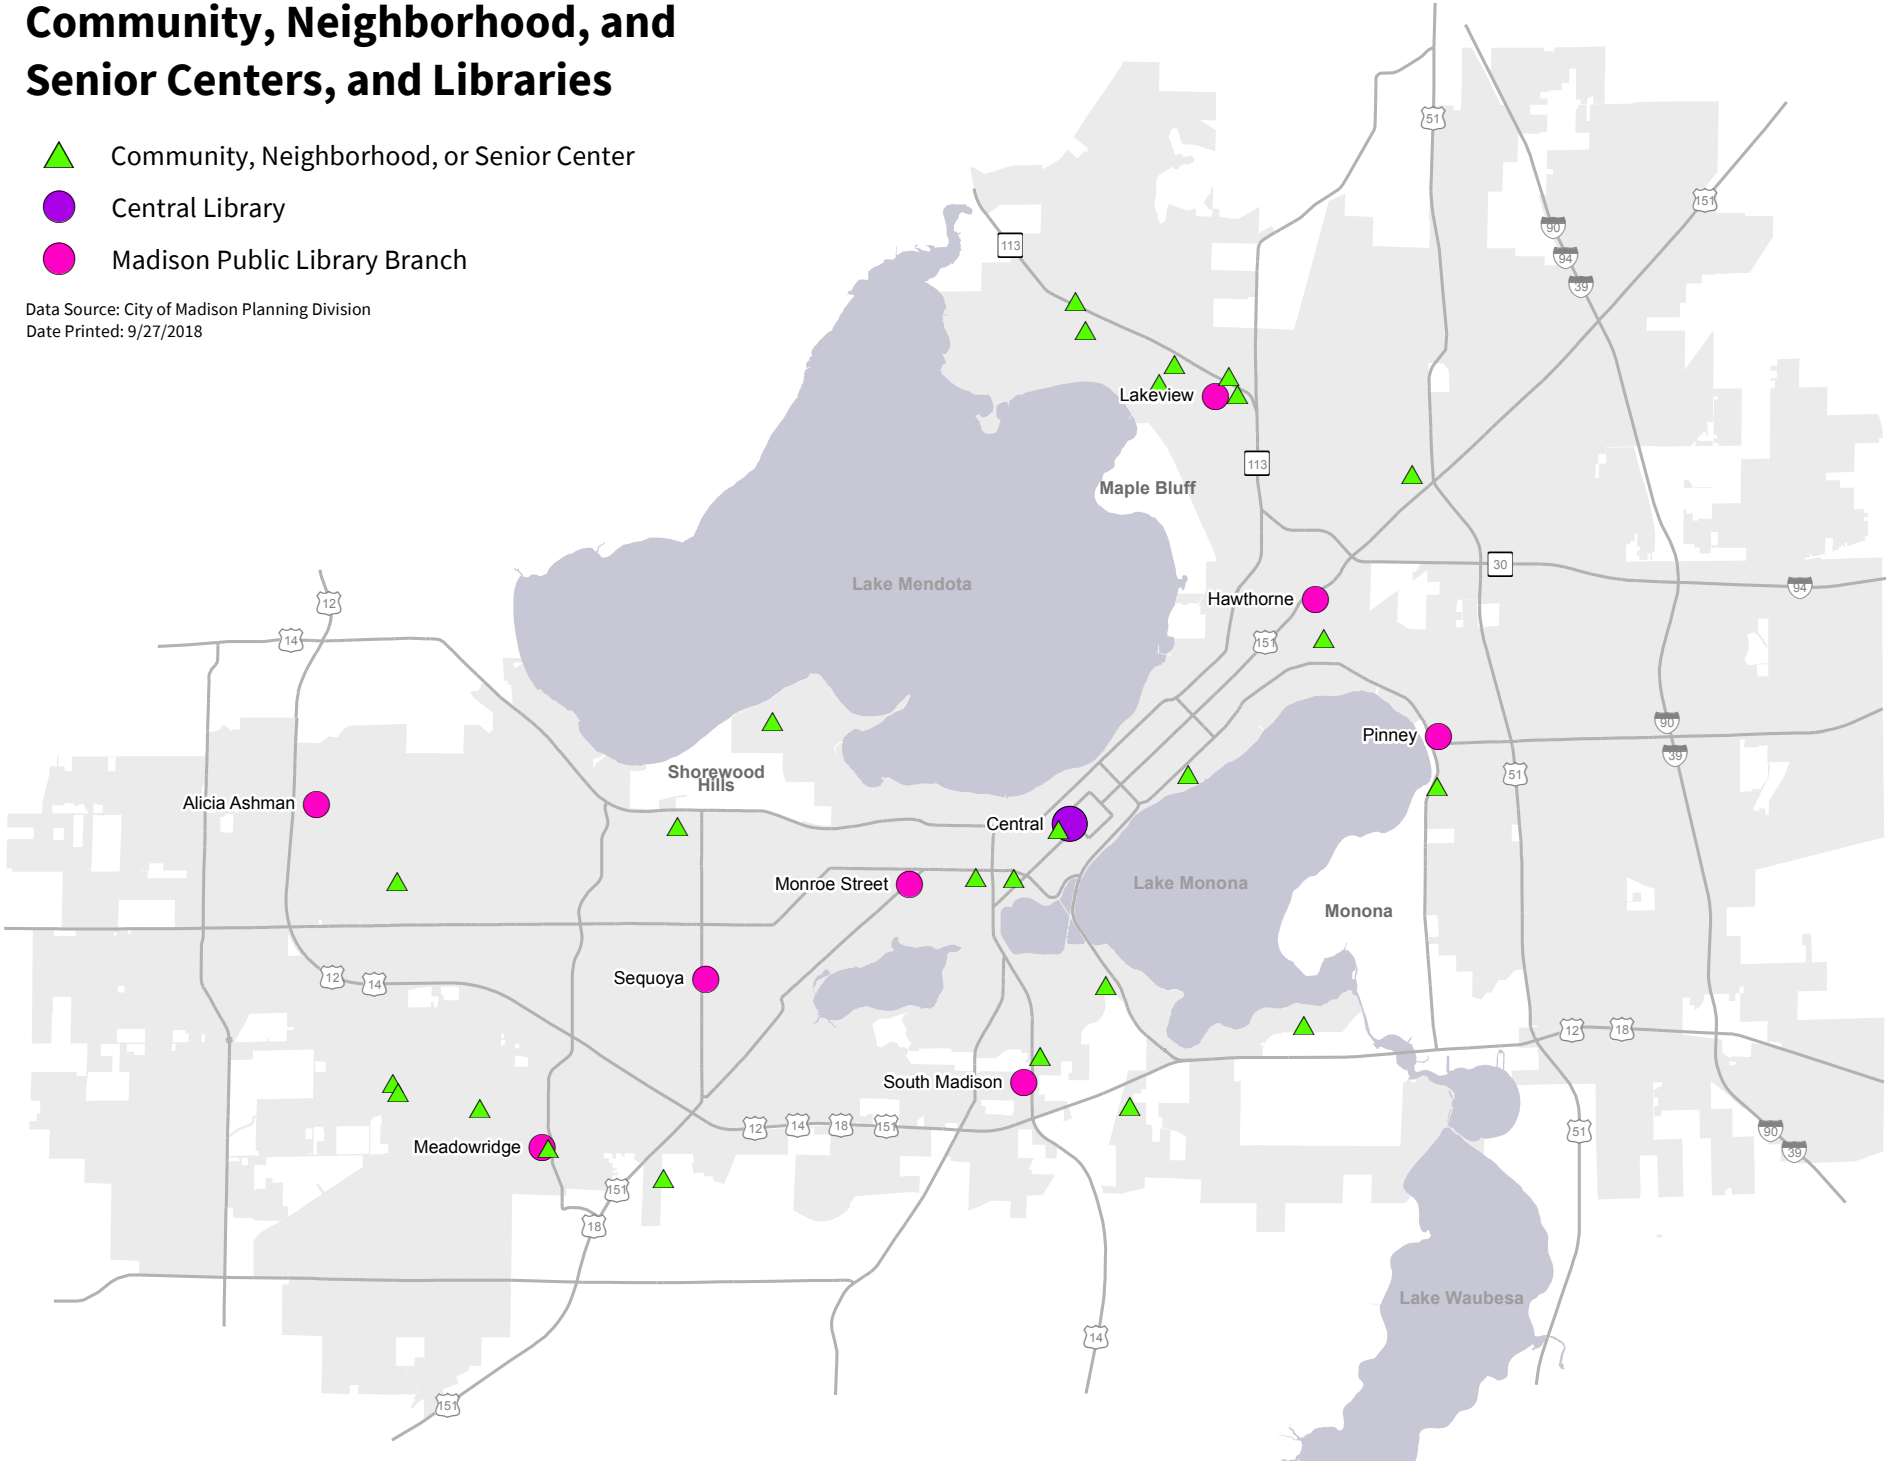 Community, Neighborhood, and
Senior Centers, and Libraries
Community, Neighborhood, or Senior Center
Central Library
Madison Public Library Branch
Data Source: City of Madison Planning Division
Date Printed: 9/27/2018
51
151
90
94
39
113
Lakeview
113
Maple Bluff
30
94
Lake Mendota
Hawthorne
12
14
151
90
Pinney
39
51
Shorewood
Hills
Alicia Ashman
Central
Monroe Street
Lake Monona
Monona
12
14
Sequoya
12
18
South Madison
12
14
18
151
51
90
39
Meadowridge
151
18
Lake Waubesa
14
151